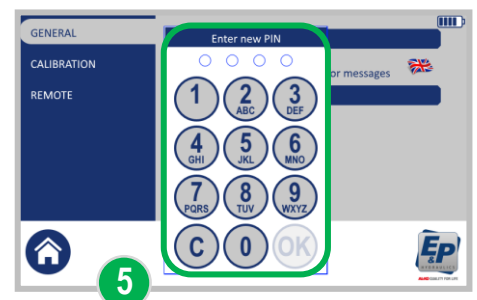 GENERAL
CALIBRATION
REMOTE
Enter new PIN
or messages
1
2
ABC
3
DEF
4
GHI
5
JKL
6
MNO
7
PQRS
8
TUV
9
WXYZ
C
0
OK
5
E&P
HYDRAULICS